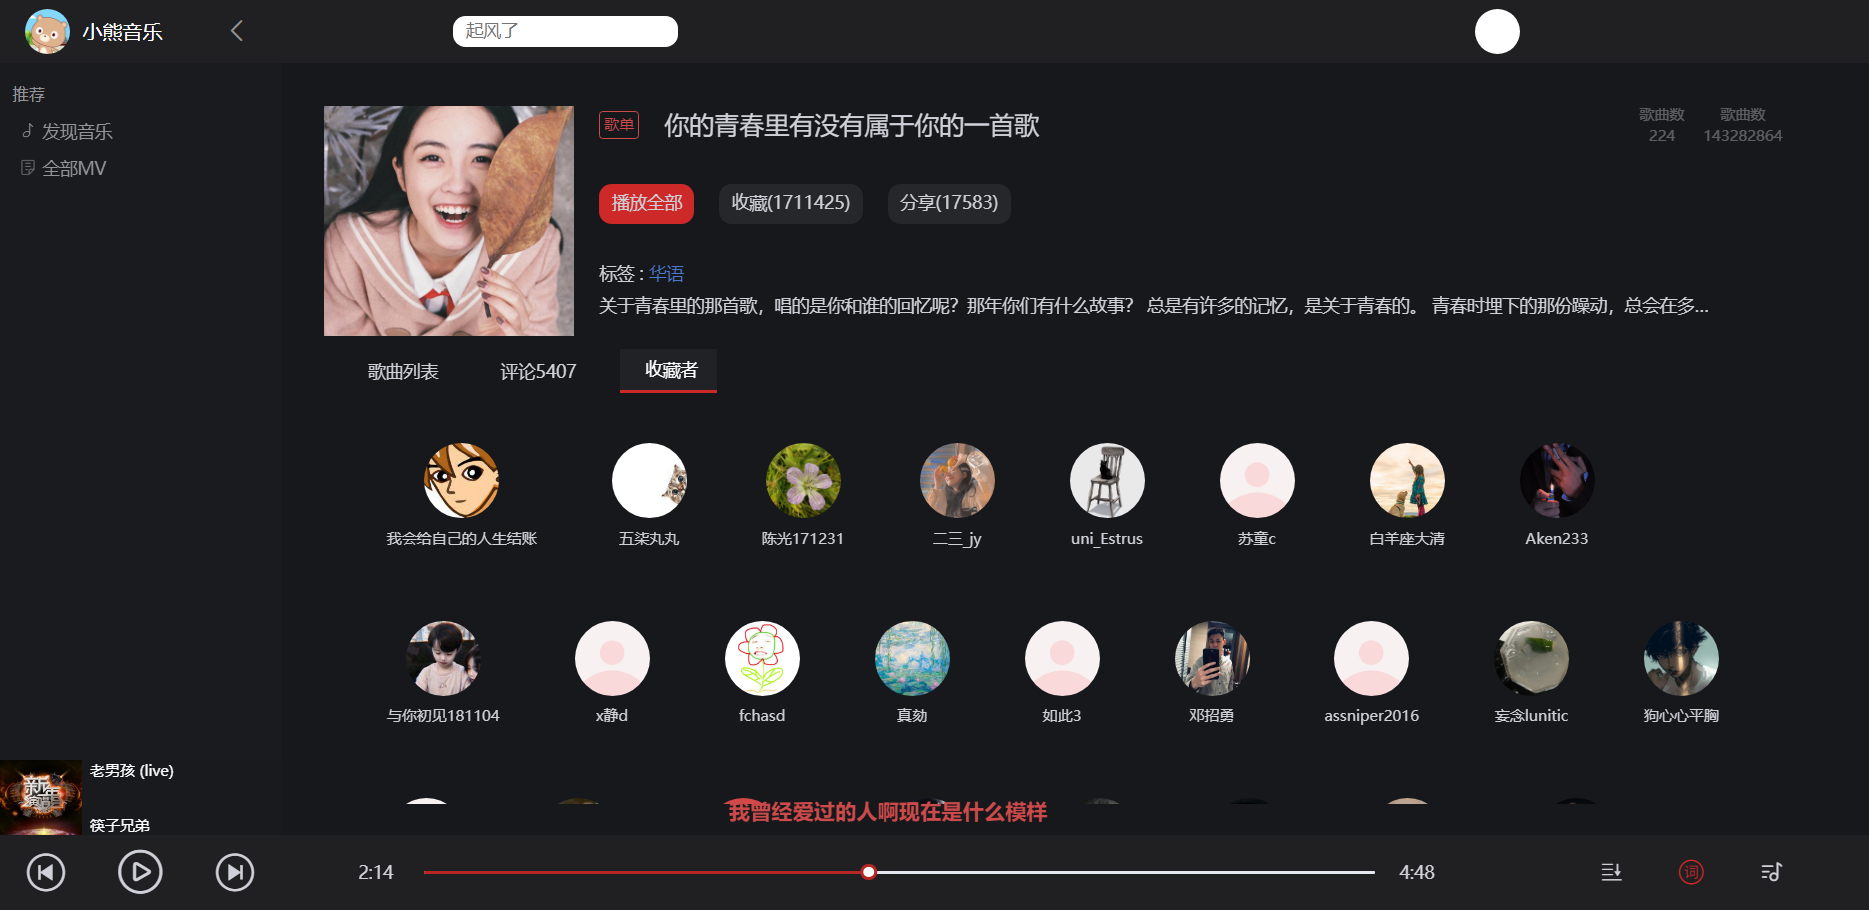 小熊音乐
起风了
推荐
发现音乐
全部MV
歌单
你的青春里有没有属于你的一首歌
歌曲数
224
歌曲数
143282864
播放全部
收藏(1711425)
分享(17583)
标签 : 华语
关于青春里的那首歌，唱的是你和谁的回忆呢？那年你们有什么故事？ 总是有许多的记忆，是关于青春的。 青春时埋下的那份躁动，总会在多...
歌曲列表
评论5407
收藏者
我会给自己的人生结账
五柒丸丸
陈光171231
二三_jy
uni_Estrus
苏童c
白羊座大清
Aken233
与你初见181104
x静d
fchasd
真劾
如此3
邓招勇
assniper2016
妄念lunitic
狗心心平胸
老男孩 (live)
筷子兄弟
我曾经爱过的人啊现在是什么模样
2:14
4:48
词